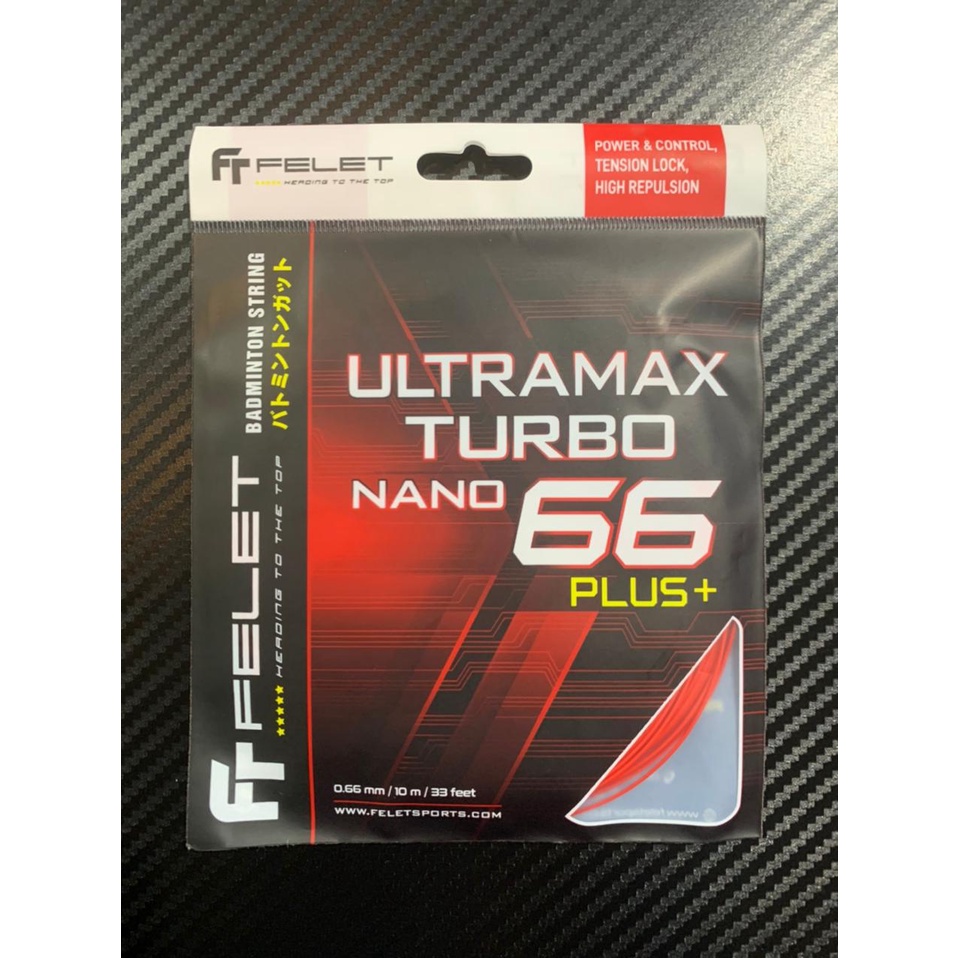 FT FELET
★★★★★ HEADING TO THE TOP
POWER & CONTROL,
TENSION LOCK,
HIGH REPULSION
BADMINTON STRING
バトミントンガット
FT FELET
★★★★★ HEADING TO THE TOP
ULTRAMAX
TURBO
NANO 66
PLUS+
0.66 mm / 10 m / 33 feet
WWW.FELETSPORTS.COM